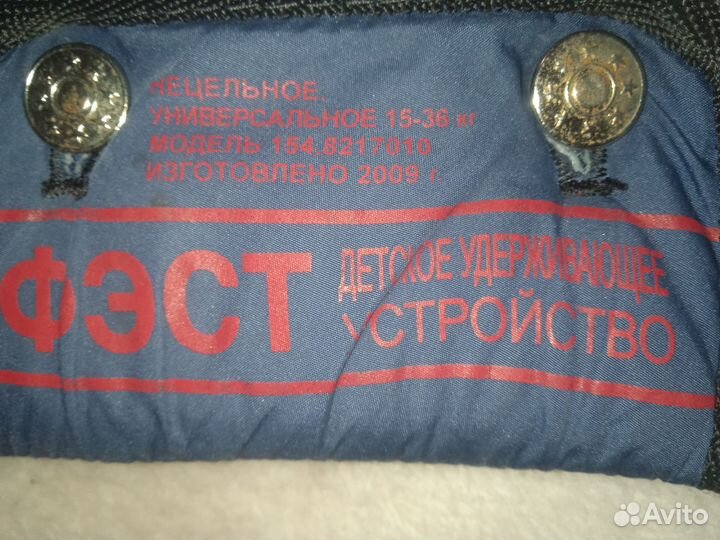 НЕЦЕЛЬНОЕ,
УНИВЕРСАЛЬНОЕ 15-36 кг
МОДЕЛЬ 154.8217010
ИЗГОТОВЛЕНО 2009 г.
ФЭСТ ДЕТСКОЕ УДЕРЖИВАЮЩЕЕ
УСТРОЙСТВО
Avito